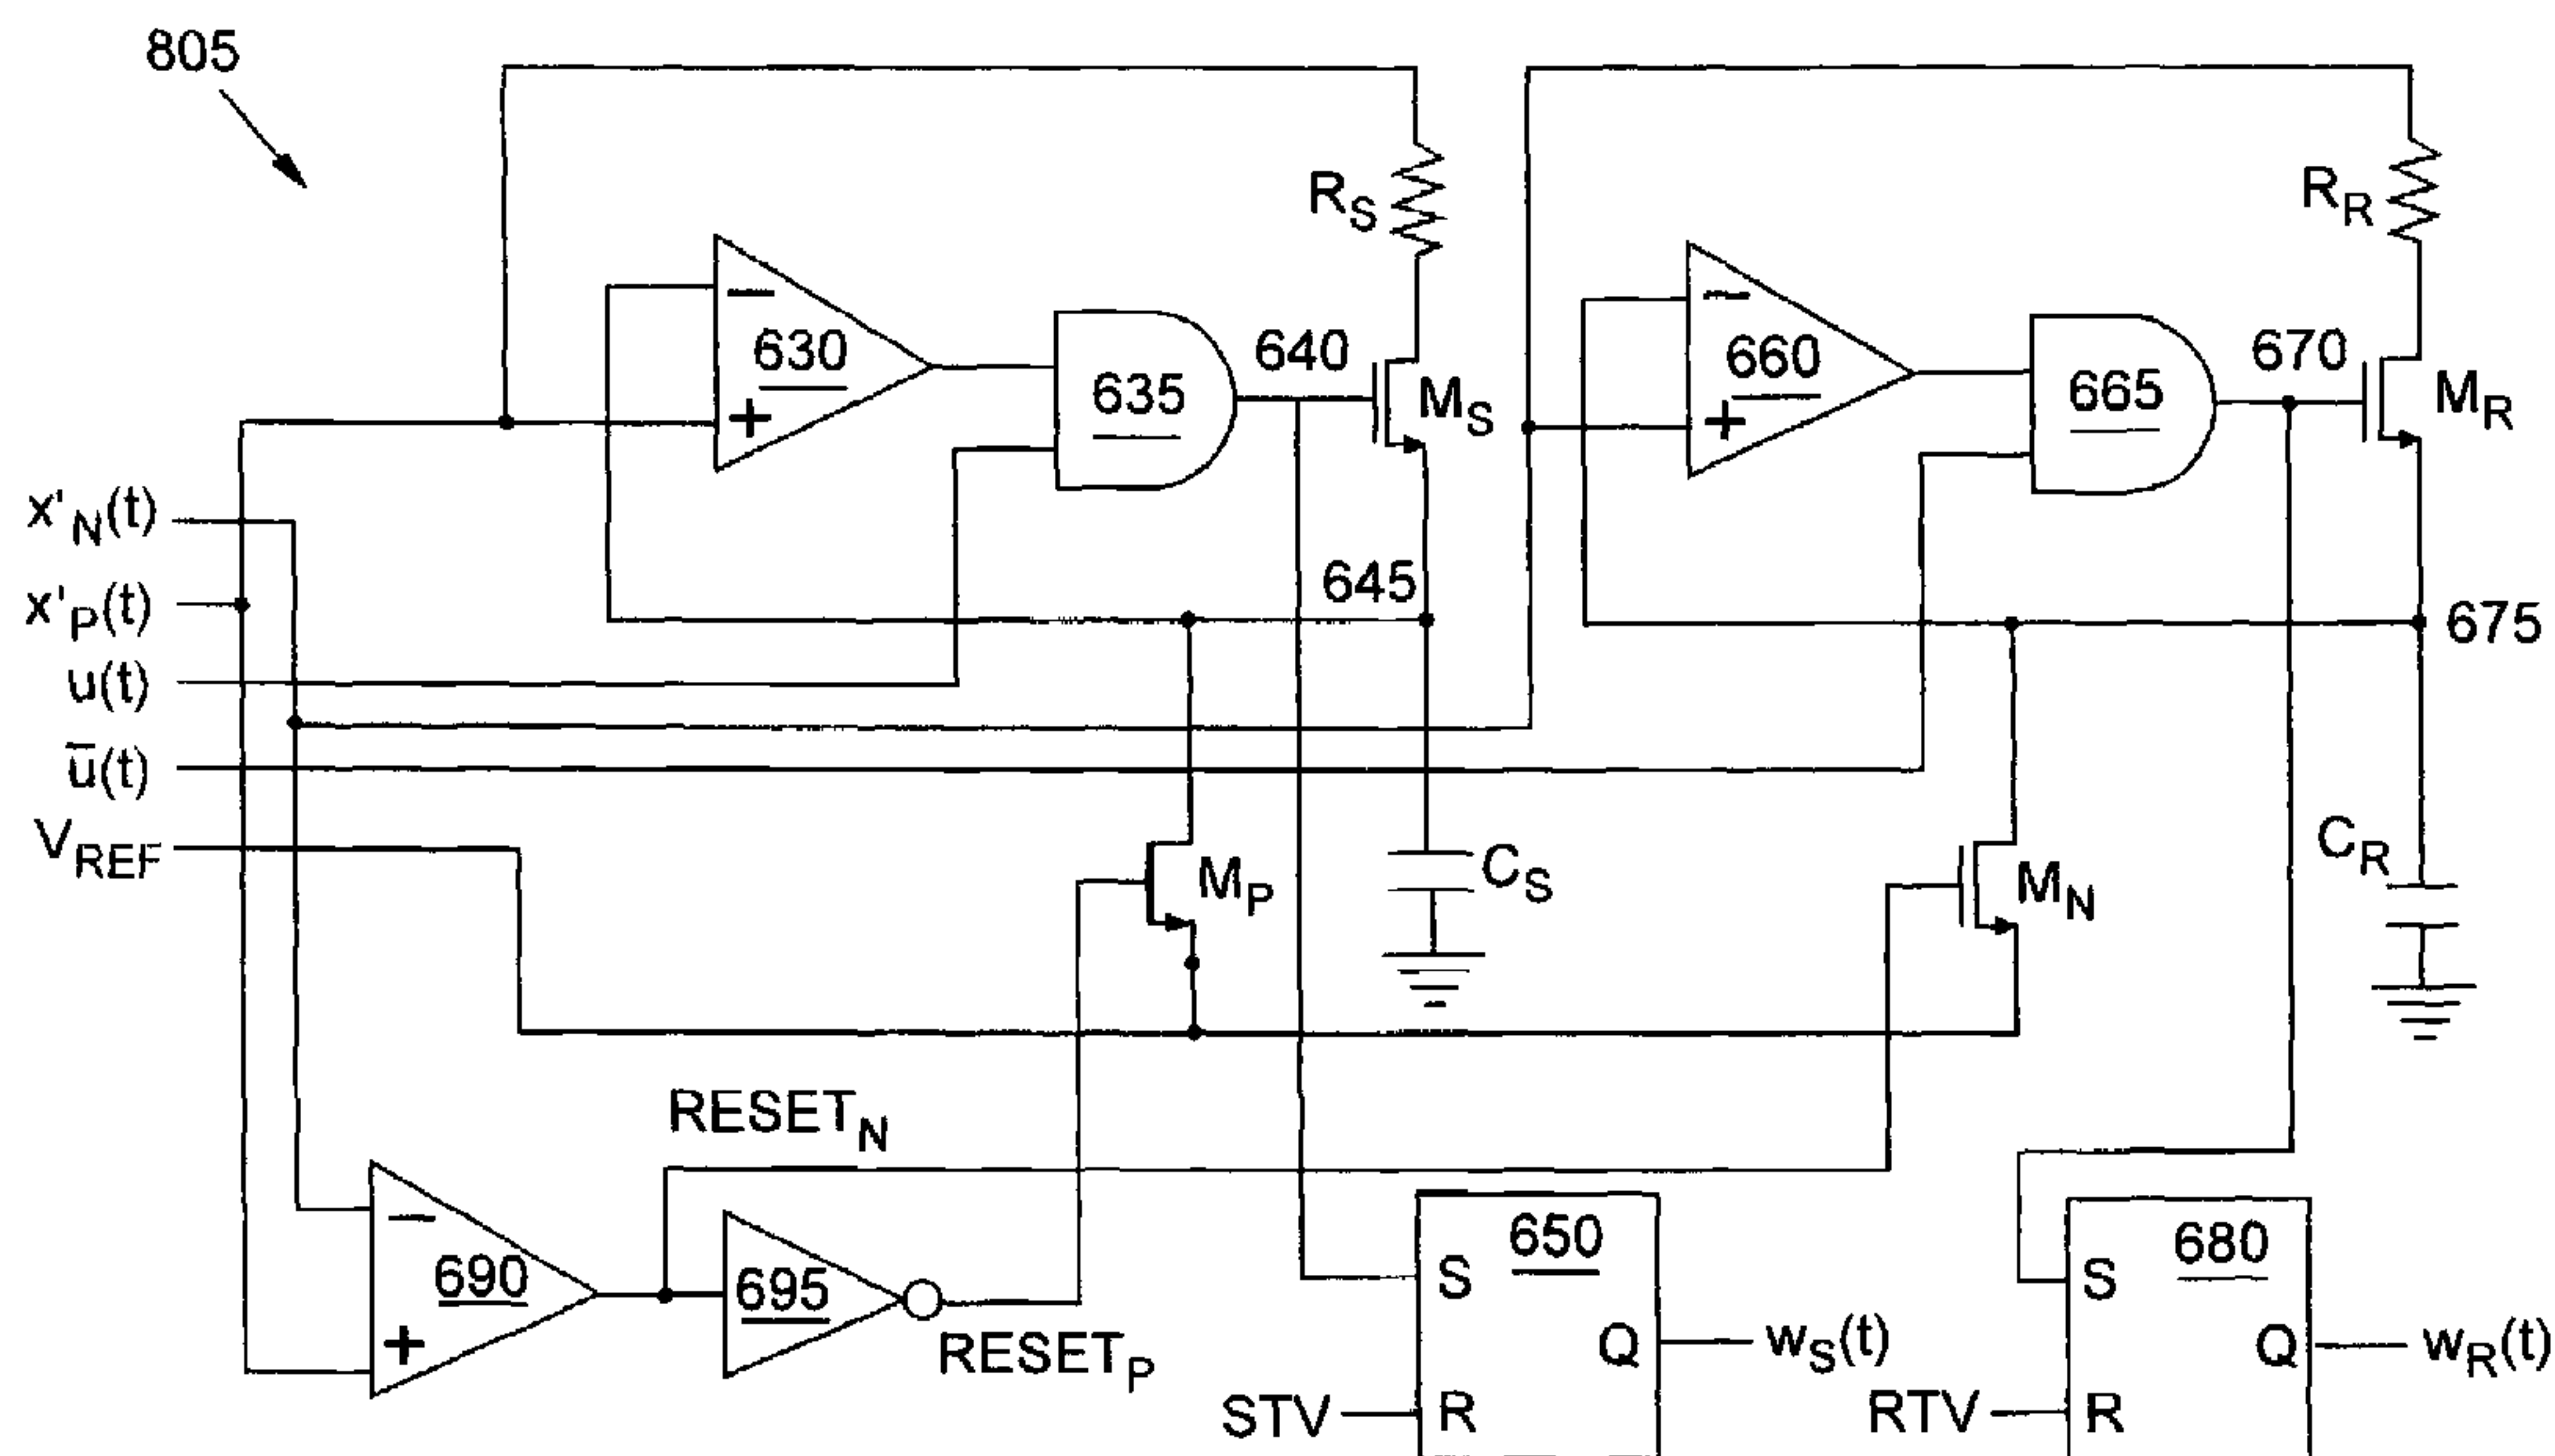 805
R_S
R_R
−
630
+
635
640
M_S
−
660
+
665
670
M_R
x'_N(t)
x'_P(t)
u(t)
ū(t)
V_REF
645
675
M_P
C_S
M_N
C_R
RESET_N
−
690
+
695
RESET_P
650
S
Q
w_S(t)
STV
R
680
S
Q
w_R(t)
RTV
R